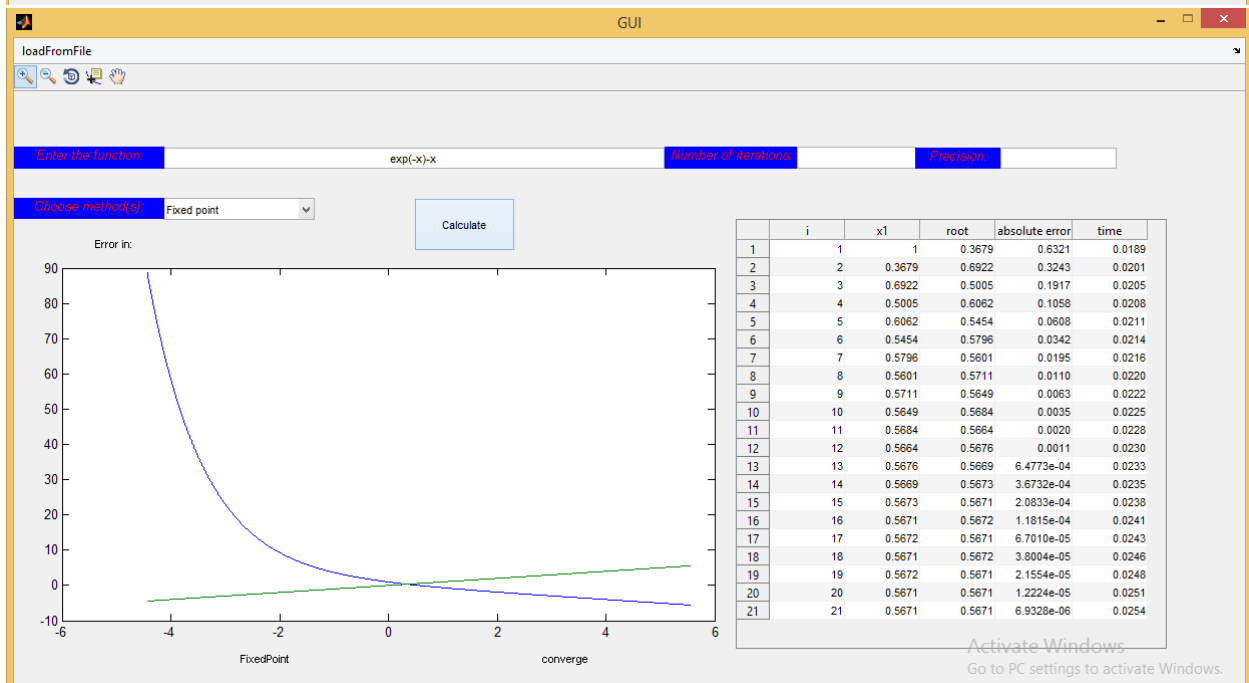 GUI
loadFromFile
Enter the function: exp(-x)-x Number of iterations: Precision:
Choose method(s): Fixed point Calculate
Error in:
90
80
70
60
50
40
30
20
10
0
-10
-6 -4 -2 0 2 4 6
FixedPoint converge
i x1 root absolute error time
1 1 1 0.3679 0.6321 0.0189
2 2 0.3679 0.6922 0.3243 0.0201
3 3 0.6922 0.5005 0.1917 0.0205
4 4 0.5005 0.6062 0.1058 0.0208
5 5 0.6062 0.5454 0.0608 0.0211
6 6 0.5454 0.5796 0.0342 0.0214
7 7 0.5796 0.5601 0.0195 0.0216
8 8 0.5601 0.5711 0.0110 0.0220
9 9 0.5711 0.5649 0.0063 0.0222
10 10 0.5649 0.5684 0.0035 0.0225
11 11 0.5684 0.5664 0.0020 0.0228
12 12 0.5664 0.5676 0.0011 0.0230
13 13 0.5676 0.5669 6.4773e-04 0.0233
14 14 0.5669 0.5673 3.6732e-04 0.0235
15 15 0.5673 0.5671 2.0833e-04 0.0238
16 16 0.5671 0.5672 1.1815e-04 0.0241
17 17 0.5672 0.5671 6.7010e-05 0.0243
18 18 0.5671 0.5672 3.8004e-05 0.0246
19 19 0.5672 0.5671 2.1554e-05 0.0248
20 20 0.5671 0.5671 1.2224e-05 0.0251
21 21 0.5671 0.5671 6.9328e-06 0.0254
Activate Windows
Go to PC settings to activate Windows.